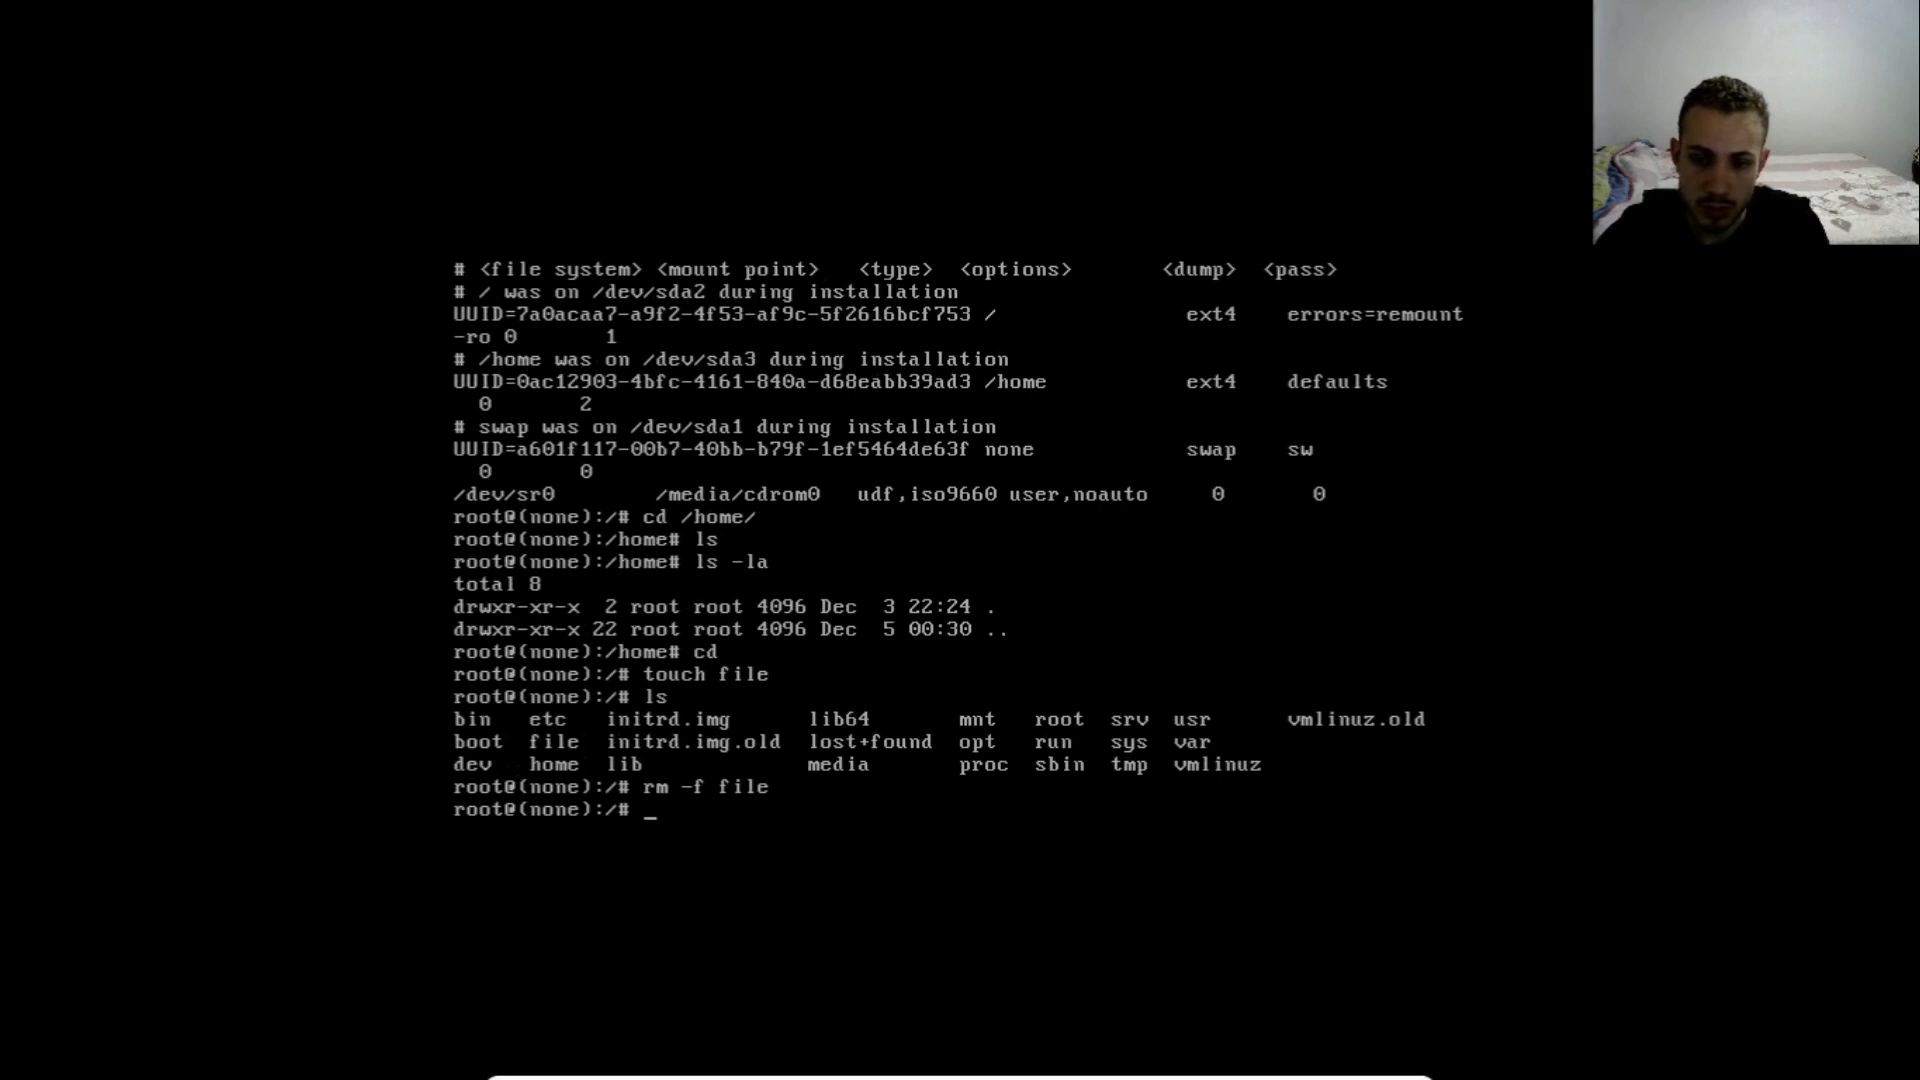 # <file system> <mount point>   <type>  <options>       <dump>  <pass>
# / was on /dev/sda2 during installation
UUID=7a0acaa7-a9f2-4f53-af9c-5f2616bcf753 /               ext4    errors=remount
-ro 0       1
# /home was on /dev/sda3 during installation
UUID=0ac12903-4bfc-4161-840a-d68eabb39ad3 /home           ext4    defaults
  0       2
# swap was on /dev/sda1 during installation
UUID=a601f117-00b7-40bb-b79f-1ef5464de63f none            swap    sw
  0       0
/dev/sr0        /media/cdrom0   udf,iso9660 user,noauto     0       0
root@(none):/# cd /home/
root@(none):/home# ls
root@(none):/home# ls -la
total 8
drwxr-xr-x  2 root root 4096 Dec  3 22:24 .
drwxr-xr-x 22 root root 4096 Dec  5 00:30 ..
root@(none):/home# cd
root@(none):/# touch file
root@(none):/# ls
bin   etc   initrd.img      lib64       mnt   root  srv  usr      vmlinuz.old
boot  file  initrd.img.old  lost+found  opt   run   sys  var
dev   home  lib             media       proc  sbin  tmp  vmlinuz
root@(none):/# rm -f file
root@(none):/# _